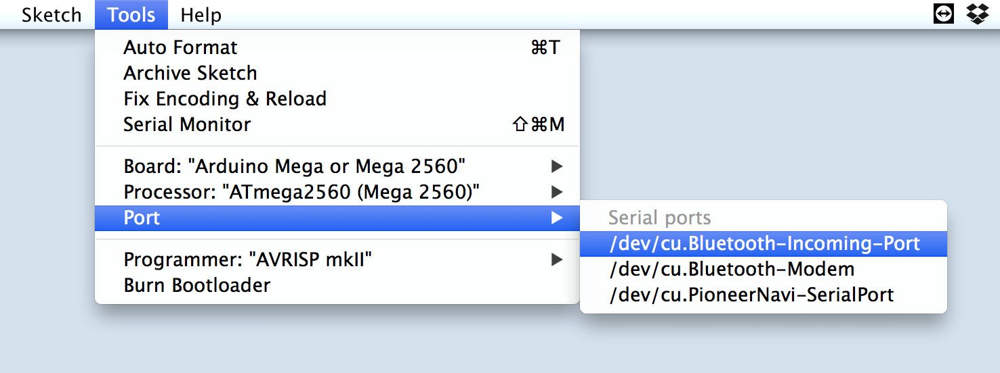 Sketch Tools Help
Auto Format ⌘T
Archive Sketch
Fix Encoding & Reload
Serial Monitor ⇧⌘M
Board: "Arduino Mega or Mega 2560" ▶
Processor: "ATmega2560 (Mega 2560)" ▶
Port ▶
Serial ports
/dev/cu.Bluetooth-Incoming-Port
/dev/cu.Bluetooth-Modem
/dev/cu.PioneerNavi-SerialPort
Programmer: "AVRISP mkII" ▶
Burn Bootloader